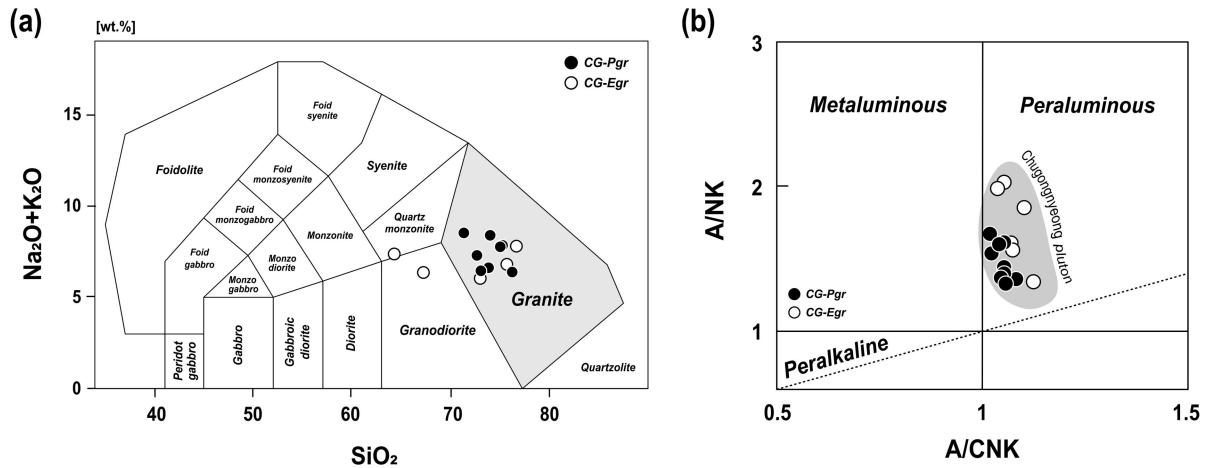 (a)
[wt.%]
CG-Pgr
CG-Egr
Foid
syenite
Foidolite
Foid
monzosyenite
Syenite
Foid
monzogabbro
Quartz
monzonite
Monzonite
Foid
gabbro
Monzo
diorite
Monzo
gabbro
Granite
Peridot
gabbro
Gabbro
Gabbroic
diorite
Diorite
Granodiorite
Quartzolite
15
10
5
0
Na₂O+K₂O
40
50
60
70
80
SiO₂
(b)
3
2
1
A/NK
Metaluminous
Peraluminous
Chugongnyeong pluton
CG-Pgr
CG-Egr
Peralkaline
0.5
1
1.5
A/CNK